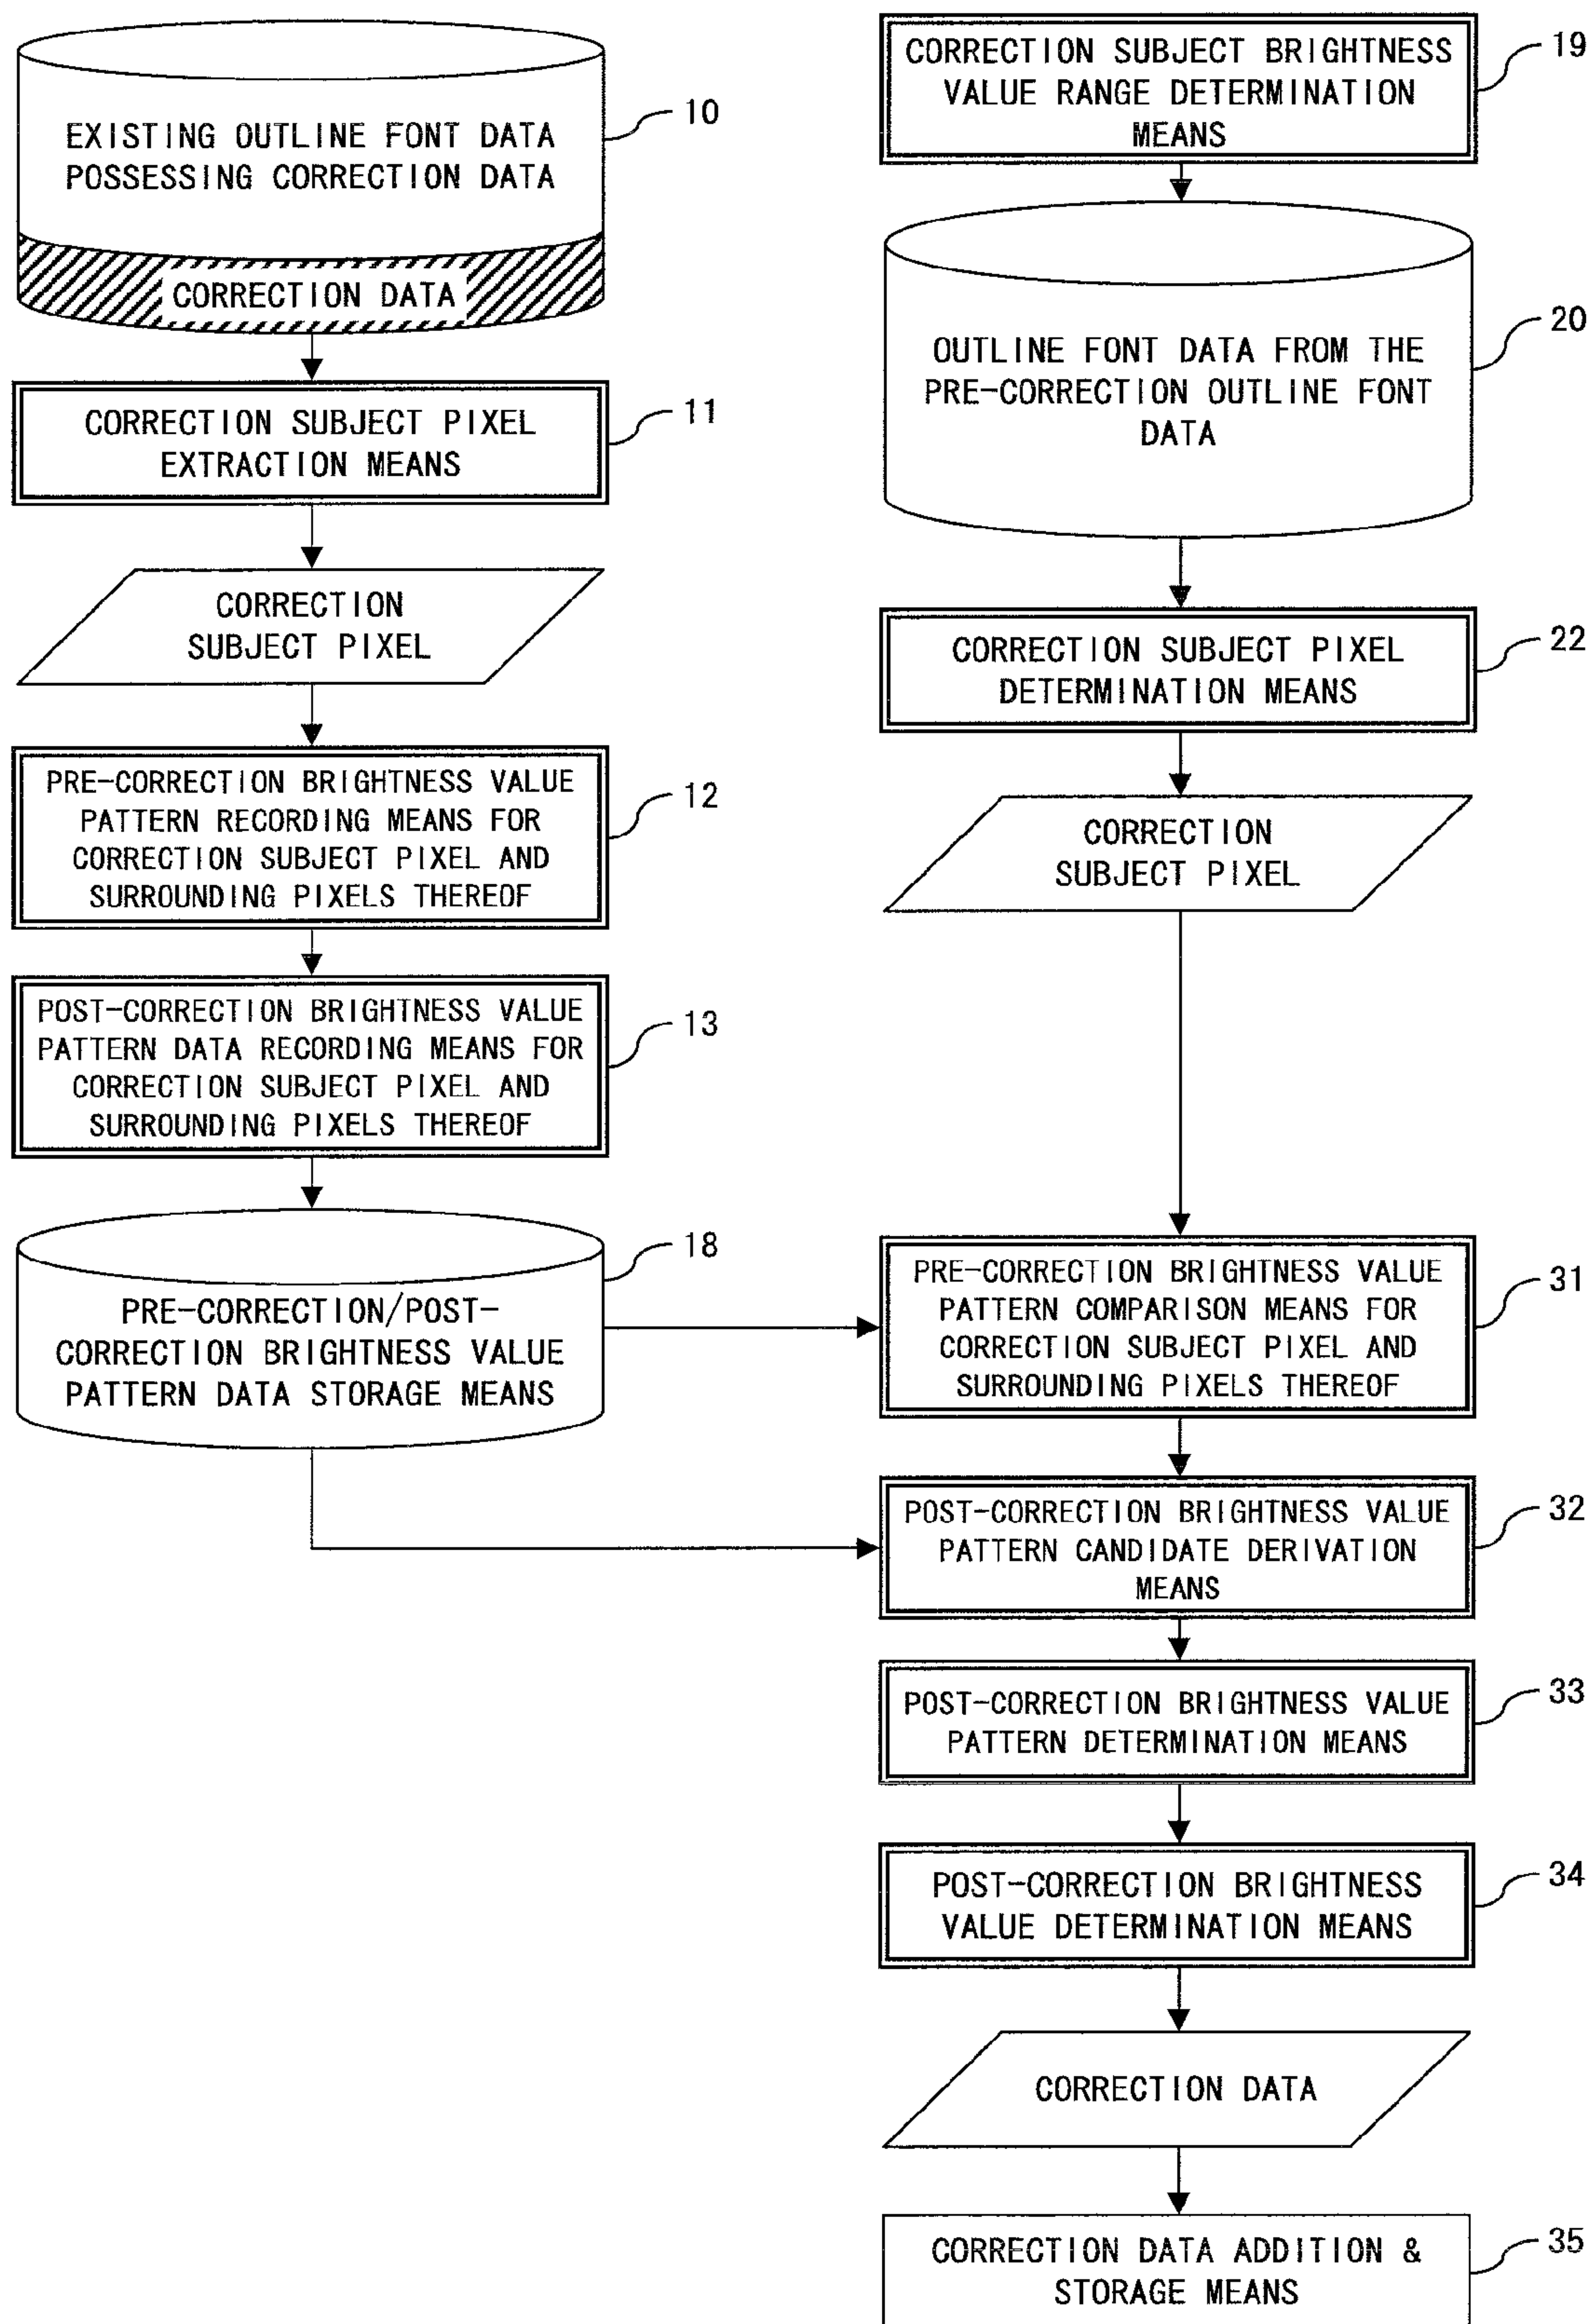 EXISTING OUTLINE FONT DATA
POSSESSING CORRECTION DATA
CORRECTION DATA
10
CORRECTION SUBJECT PIXEL
EXTRACTION MEANS
11
CORRECTION
SUBJECT PIXEL
PRE-CORRECTION BRIGHTNESS VALUE
PATTERN RECORDING MEANS FOR
CORRECTION SUBJECT PIXEL AND
SURROUNDING PIXELS THEREOF
12
POST-CORRECTION BRIGHTNESS VALUE
PATTERN DATA RECORDING MEANS FOR
CORRECTION SUBJECT PIXEL AND
SURROUNDING PIXELS THEREOF
13
PRE-CORRECTION/POST-
CORRECTION BRIGHTNESS VALUE
PATTERN DATA STORAGE MEANS
18
CORRECTION SUBJECT BRIGHTNESS
VALUE RANGE DETERMINATION
MEANS
19
OUTLINE FONT DATA FROM THE
PRE-CORRECTION OUTLINE FONT
DATA
20
CORRECTION SUBJECT PIXEL
DETERMINATION MEANS
22
CORRECTION
SUBJECT PIXEL
PRE-CORRECTION BRIGHTNESS VALUE
PATTERN COMPARISON MEANS FOR
CORRECTION SUBJECT PIXEL AND
SURROUNDING PIXELS THEREOF
31
POST-CORRECTION BRIGHTNESS VALUE
PATTERN CANDIDATE DERIVATION
MEANS
32
POST-CORRECTION BRIGHTNESS VALUE
PATTERN DETERMINATION MEANS
33
POST-CORRECTION BRIGHTNESS
VALUE DETERMINATION MEANS
34
CORRECTION DATA
CORRECTION DATA ADDITION &
STORAGE MEANS
35